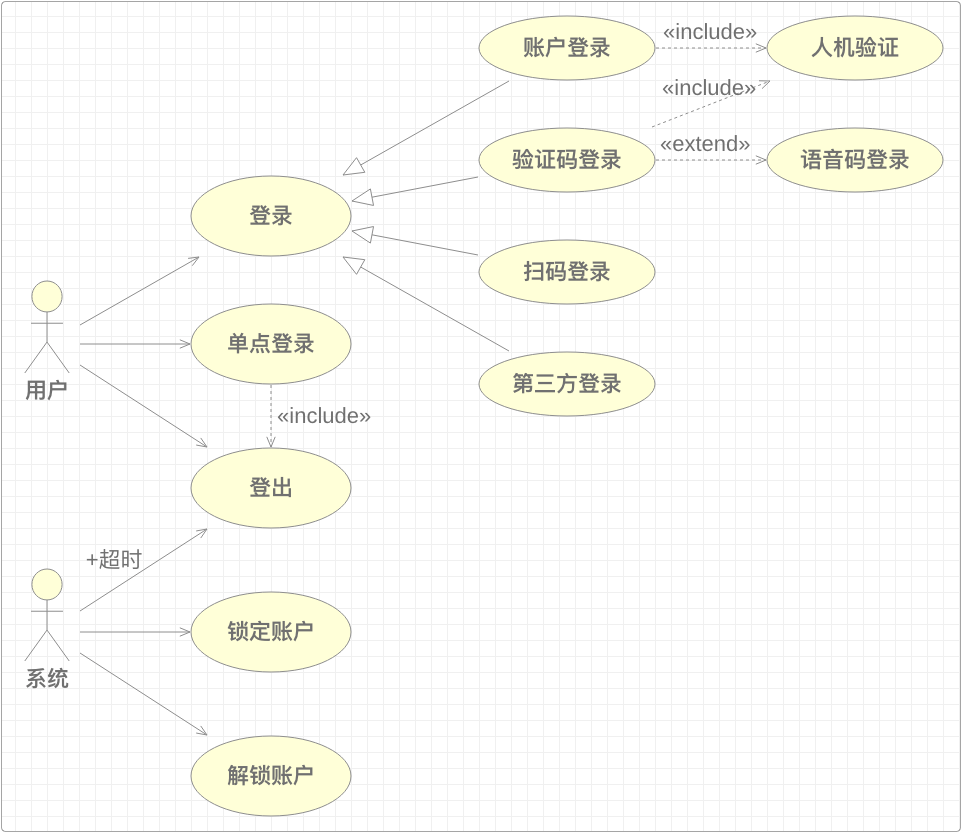 账户登录
«include»
人机验证
«include»
验证码登录
«extend»
语音码登录
登录
扫码登录
单点登录
第三方登录
用户
«include»
登出
+超时
锁定账户
系统
解锁账户